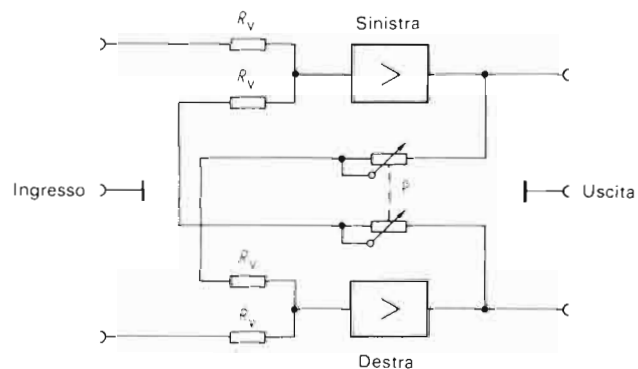 Sinistra
R_V
R_V
>
P
Ingresso
Uscita
R_V
R_V
>
Destra